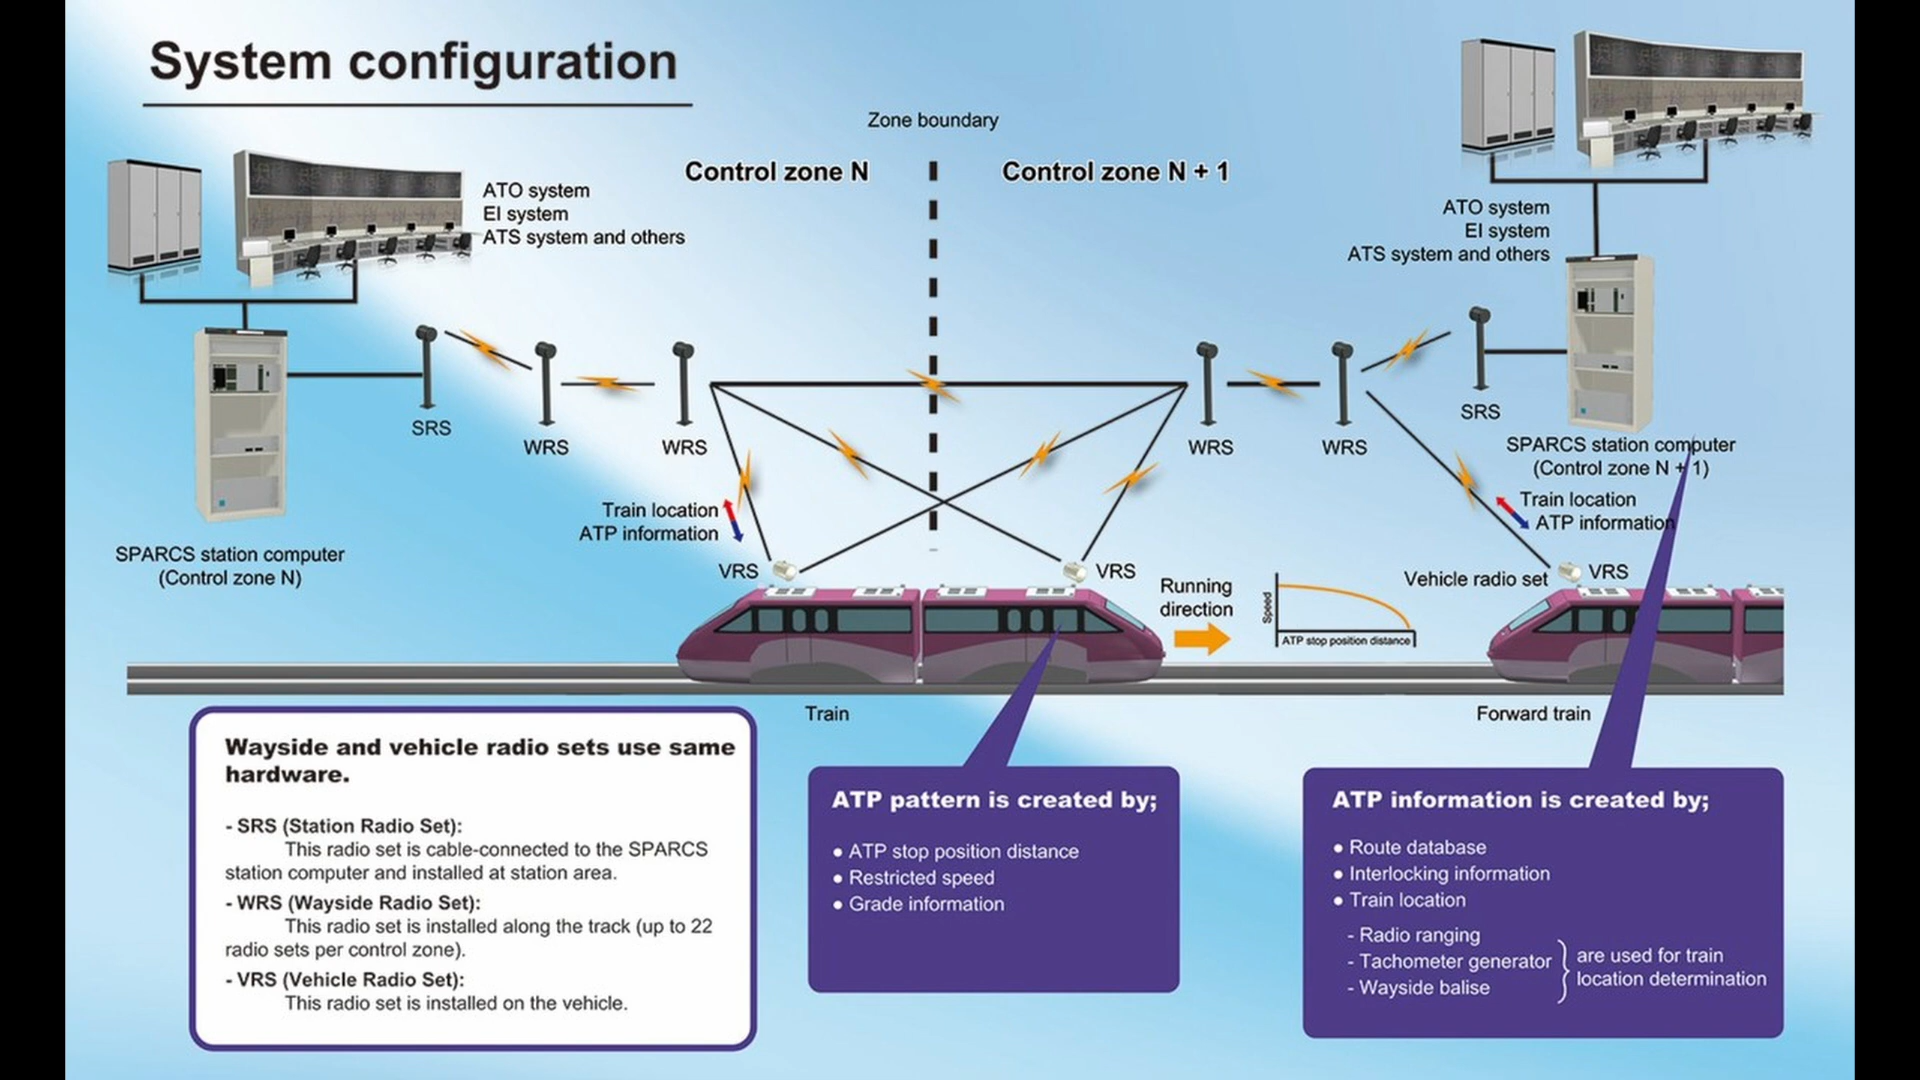 System configuration
Zone boundary
Control zone N
Control zone N + 1
ATO system
EI system
ATS system and others
ATO system
EI system
ATS system and others
SRS
WRS
WRS
WRS
WRS
SRS
SPARCS station computer
(Control zone N + 1)
Train location
ATP information
Train location
ATP information
SPARCS station computer
(Control zone N)
VRS
VRS
Running
direction
Speed
ATP stop position distance
Vehicle radio set
VRS
Train
Forward train
Wayside and vehicle radio sets use same
hardware.
- SRS (Station Radio Set):
This radio set is cable-connected to the SPARCS
station computer and installed at station area.
- WRS (Wayside Radio Set):
This radio set is installed along the track (up to 22
radio sets per control zone).
- VRS (Vehicle Radio Set):
This radio set is installed on the vehicle.
ATP pattern is created by;
● ATP stop position distance
● Restricted speed
● Grade information
ATP information is created by;
● Route database
● Interlocking information
● Train location
- Radio ranging
- Tachometer generator
- Wayside balise
are used for train
location determination